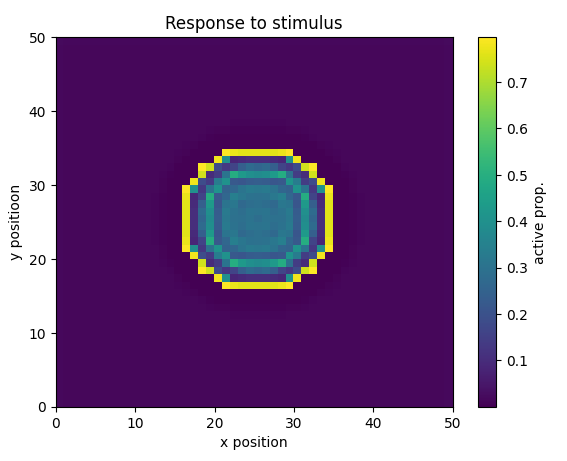 Response to stimulus
50
40
30
20
10
0
y positioon
0 10 20 30 40 50
x position
0.7
0.6
0.5
0.4
0.3
0.2
0.1
active prop.